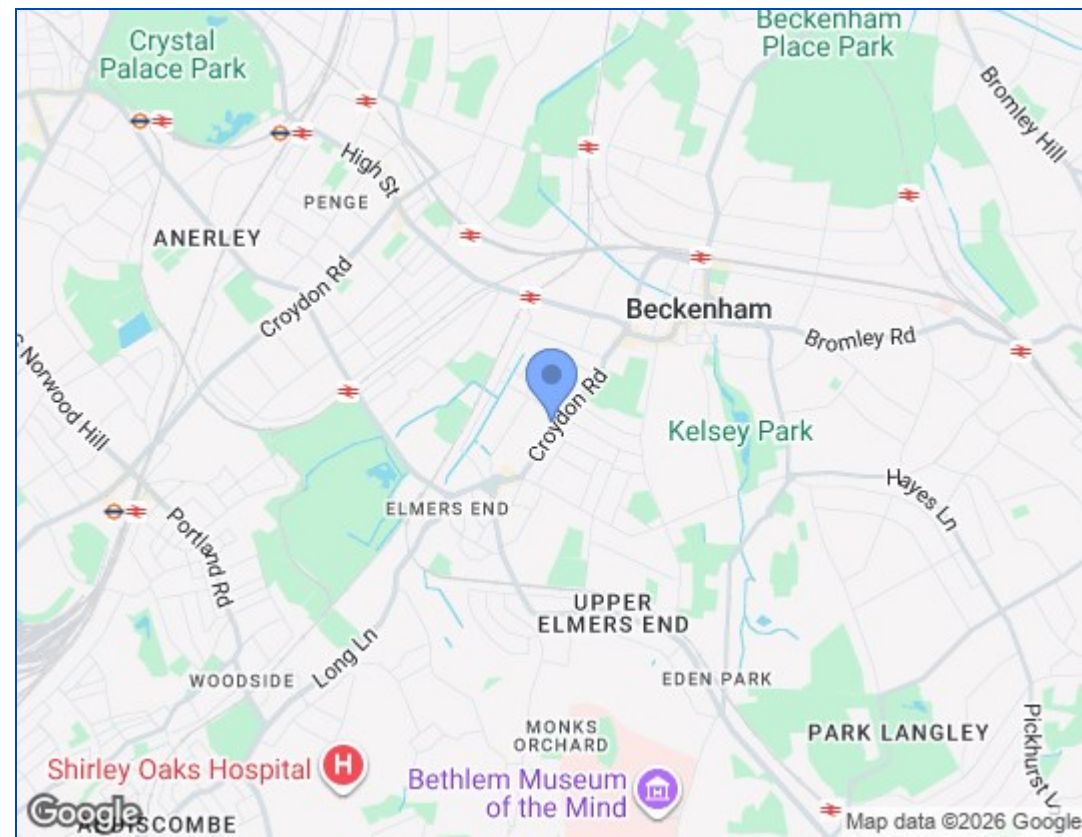 Crystal
Palace Park
Beckenham
Place Park
Bromley Hill
High St
PENGE
ANERLEY
Croydon Rd
Beckenham
Bromley Rd
S Norwood Hill
Croydon Rd
Kelsey Park
Hayes Ln
ELMERS END
Portland Rd
UPPER
ELMERS END
Long Ln
WOODSIDE
EDEN PARK
MONKS
ORCHARD
PARK LANGLEY
Pickhurst
Shirley Oaks Hospital
H
Bethlem Museum
of the Mind
Google
Map data ©2026 Google